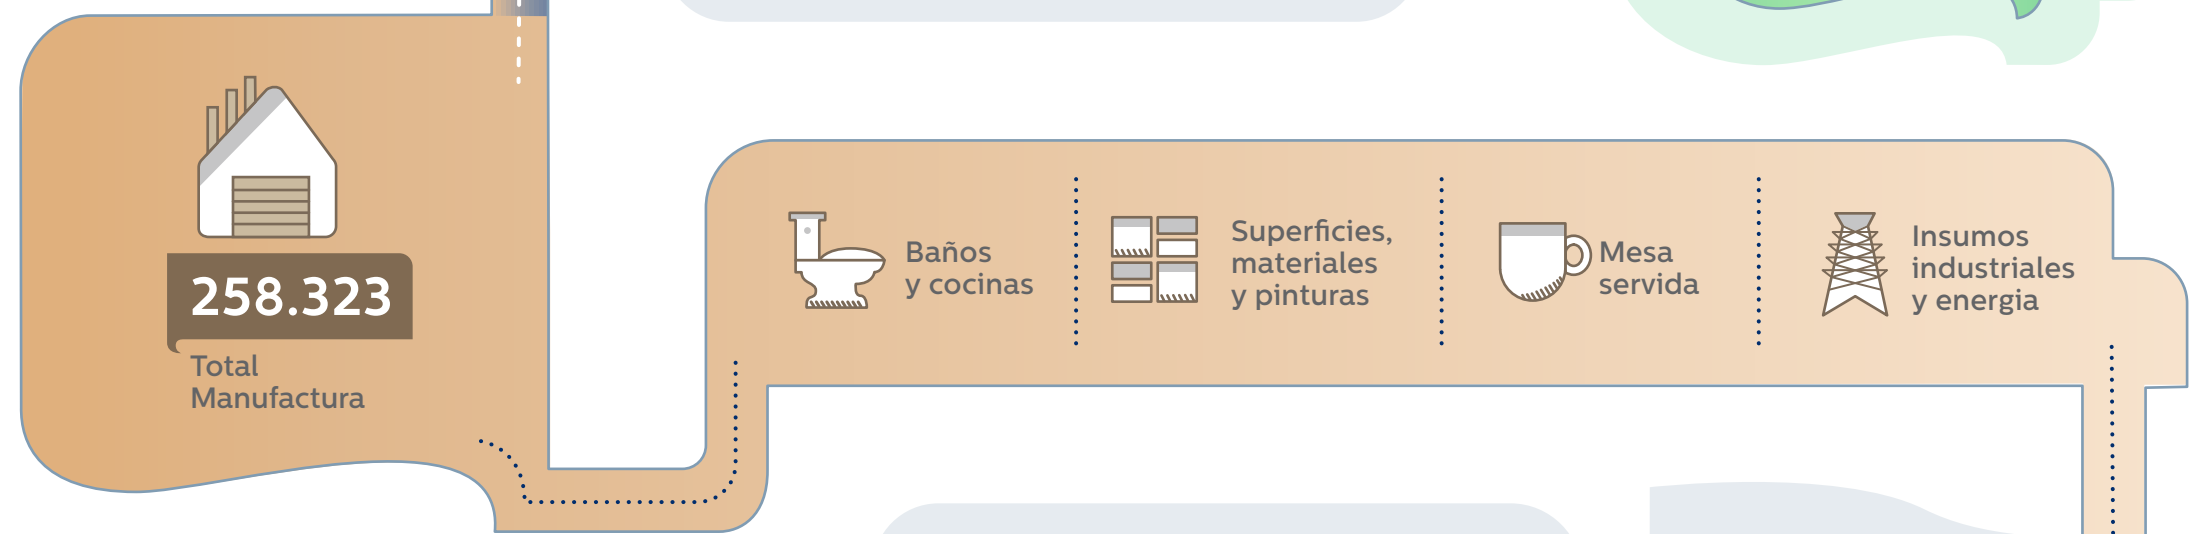 258.323
Total
Manufactura
Baños
y cocinas
Superficies,
materiales
y pinturas
Mesa
servida
Insumos
industriales
y energia